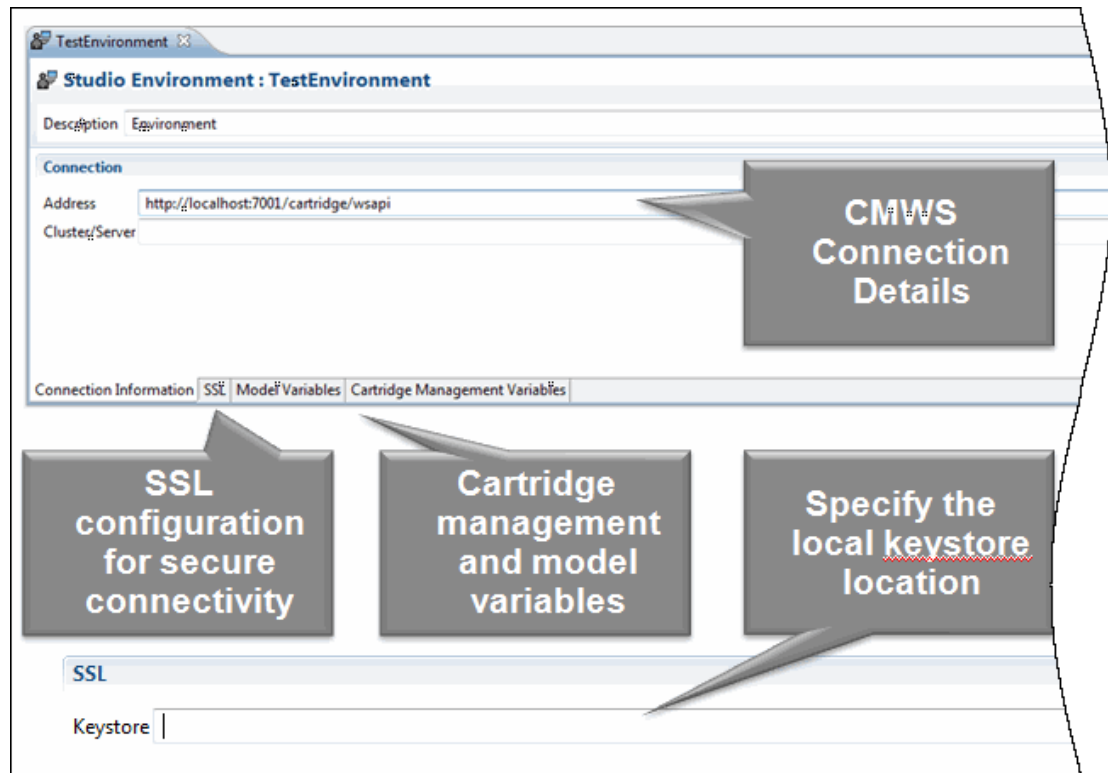 TestEnvironment
Studio Environment : TestEnvironment
Description Environment
Connection
Address http://localhost:7001/cartridge/wsapi
Cluster/Server
CMWS
Connection
Details
Connection Information SSL Model Variables Cartridge Management Variables
SSL
configuration
for secure
connectivity
Cartridge
management
and model
variables
Specify the
local keystore
location
SSL
Keystore